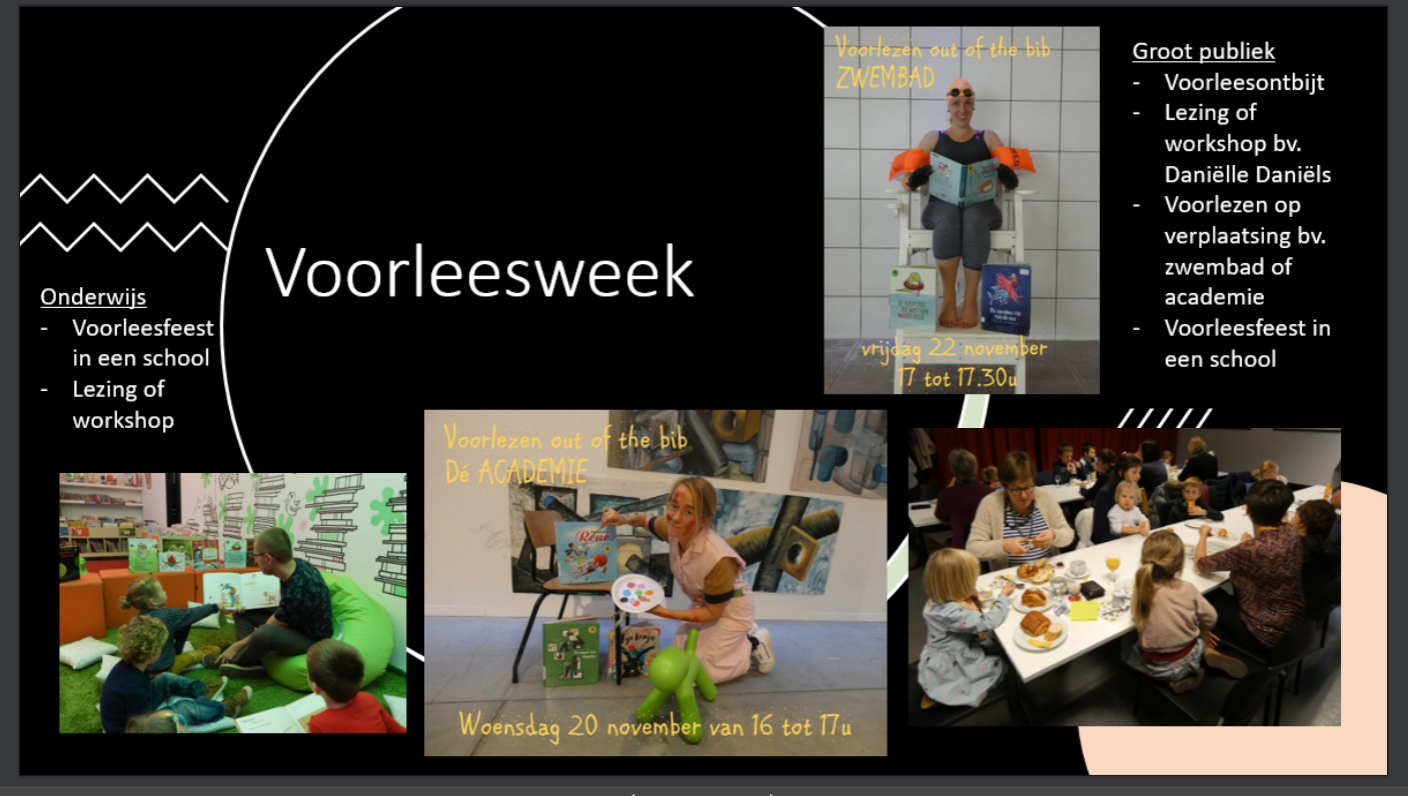 Voorleesweek
Onderwijs
- Voorleesfeest
in een school
- Lezing of
workshop
Voorlezen out of the bib
ZWEMBAD
vrijdag 22 november
17 tot 17.30u
Groot publiek
- Voorleesontbijt
- Lezing of
workshop bv.
Daniëlle Daniëls
- Voorlezen op
verplaatsing bv.
zwembad of
academie
- Voorleesfeest in
een school
Voorlezen out of the bib
Dé ACADEMIE
Woensdag 20 november van 16 tot 17u